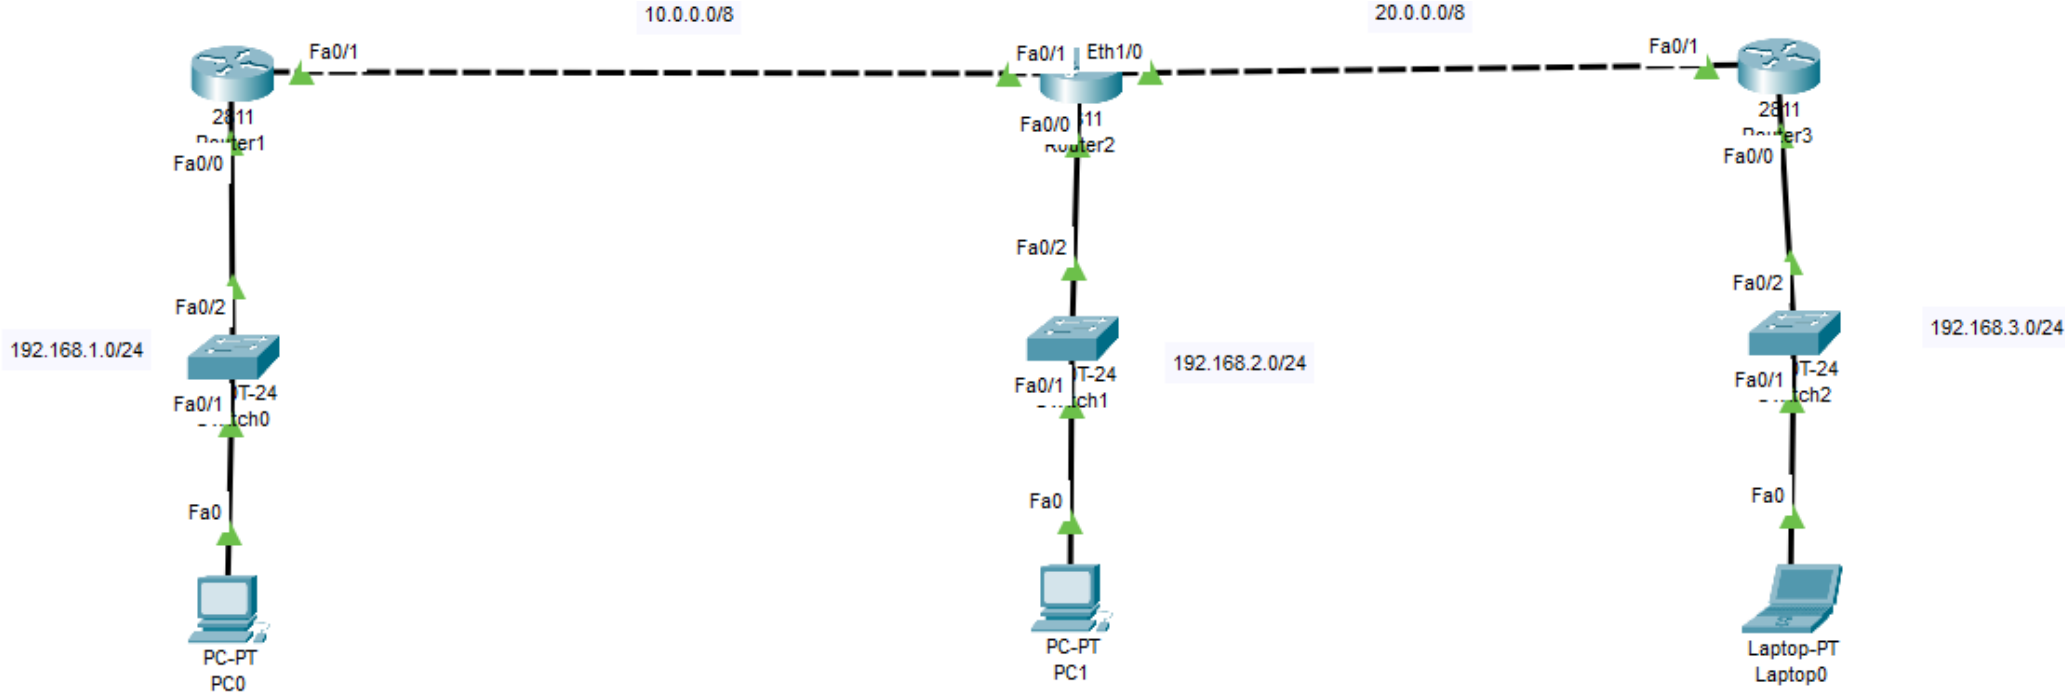 10.0.0.0/8
20.0.0.0/8
Fa0/1
Fa0/1
Eth1/0
Fa0/1
2811
Fa0/0
Fa0/0
2811
Fa0/0
Fa0/2
Fa0/2
Fa0/2
192.168.1.0/24
192.168.2.0/24
192.168.3.0/24
Fa0/1
Fa0/1
Fa0/1
Fa0
Fa0
Fa0
PC-PT
PC0
PC-PT
PC1
Laptop-PT
Laptop0